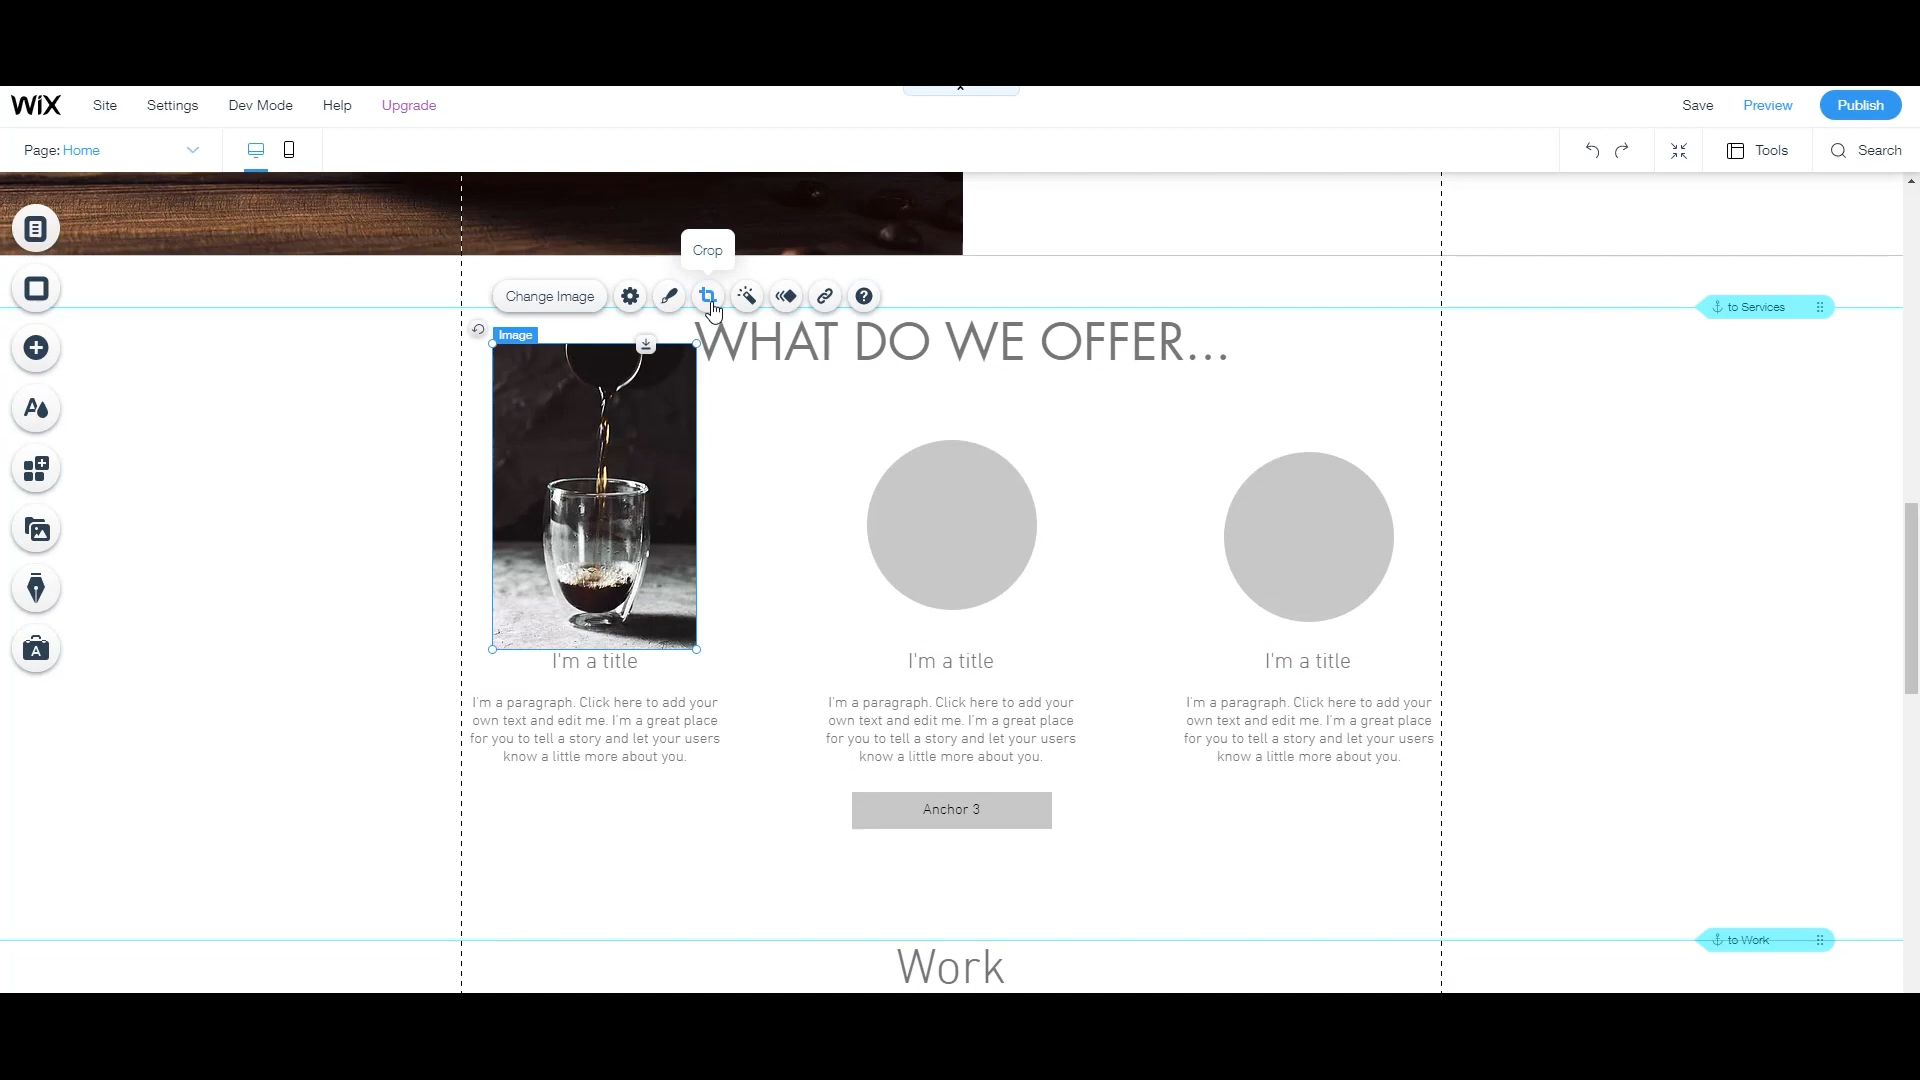 WiX Site Settings Dev Mode Help Upgrade Save Preview Publish
Page: Home Tools Search
Crop
Change Image
to Services
Image
WHAT DO WE OFFER...
I'm a title
I'm a paragraph. Click here to add your
own text and edit me. I'm a great place
for you to tell a story and let your users
know a little more about you.
I'm a title
I'm a paragraph. Click here to add your
own text and edit me. I'm a great place
for you to tell a story and let your users
know a little more about you.
I'm a title
I'm a paragraph. Click here to add your
own text and edit me. I'm a great place
for you to tell a story and let your users
know a little more about you.
Anchor 3
to Work
Work